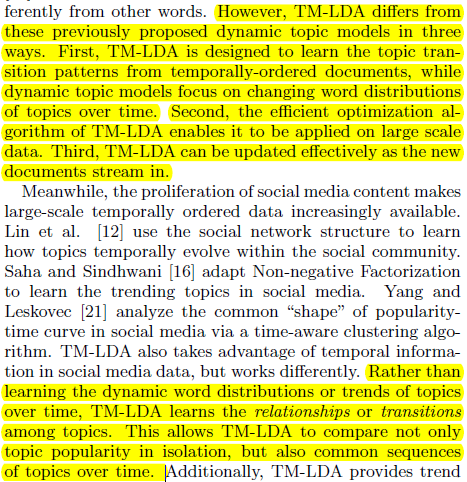 ferently from other words. However, TM-LDA differs from
these previously proposed dynamic topic models in three
ways. First, TM-LDA is designed to learn the topic tran-
sition patterns from temporally-ordered documents, while
dynamic topic models focus on changing word distributions
of topics over time. Second, the efficient optimization al-
gorithm of TM-LDA enables it to be applied on large scale
data. Third, TM-LDA can be updated effectively as the new
documents stream in.
Meanwhile, the proliferation of social media content makes
large-scale temporally ordered data increasingly available.
Lin et al. [12] use the social network structure to learn
how topics temporally evolve within the social community.
Saha and Sindhwani [16] adapt Non-negative Factorization
to learn the trending topics in social media. Yang and
Leskovec [21] analyze the common “shape” of popularity-
time curve in social media via a time-aware clustering algo-
rithm. TM-LDA also takes advantage of temporal informa-
tion in social media data, but works differently. Rather than
learning the dynamic word distributions or trends of topics
over time, TM-LDA learns the relationships or transitions
among topics. This allows TM-LDA to compare not only
topic popularity in isolation, but also common sequences
of topics over time. Additionally, TM-LDA provides trend